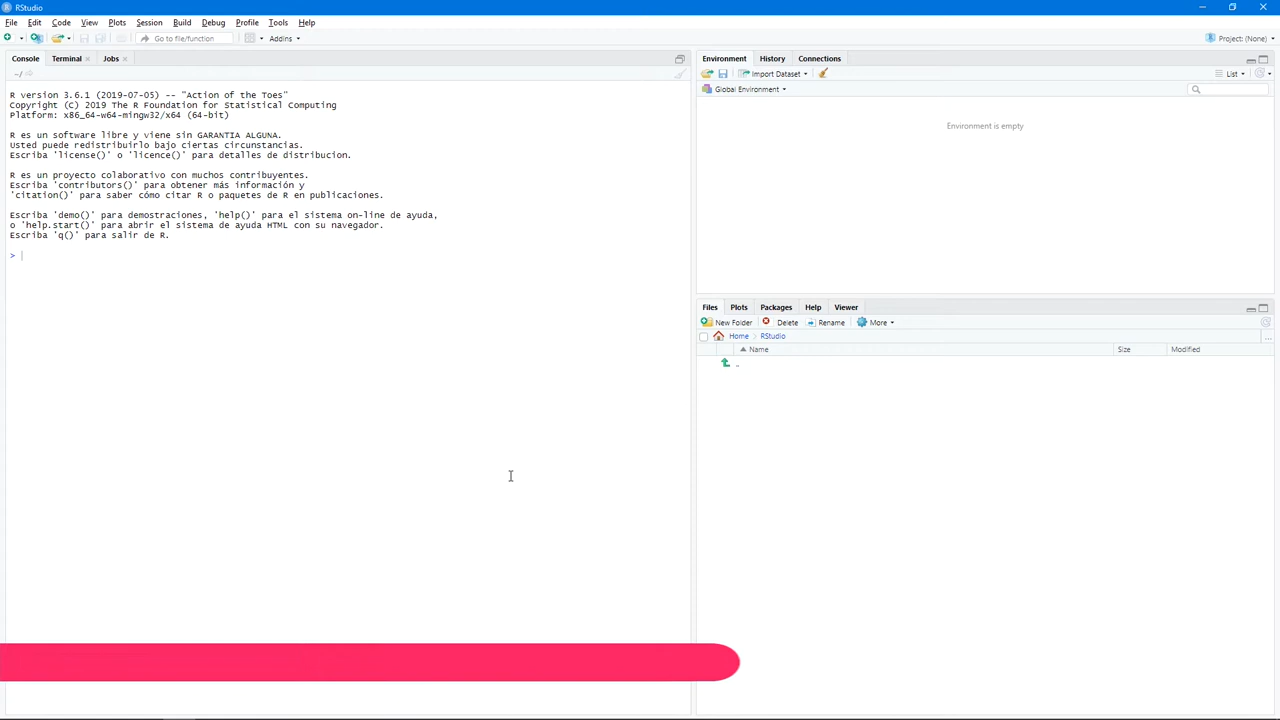 RStudio
File Edit Code View Plots Session Build Debug Profile Tools Help
Go to file/function Addins Project: (None)
Console Terminal Jobs
~/
R version 3.6.1 (2019-07-05) -- "Action of the Toes"
Copyright (C) 2019 The R Foundation for Statistical Computing
Platform: x86_64-w64-mingw32/x64 (64-bit)
R es un software libre y viene sin GARANTIA ALGUNA.
Usted puede redistribuirlo bajo ciertas circunstancias.
Escriba 'license()' o 'licence()' para detalles de distribucion.
R es un proyecto colaborativo con muchos contribuyentes.
Escriba 'contributors()' para obtener más información y
'citation()' para saber cómo citar R o paquetes de R en publicaciones.
Escriba 'demo()' para demostraciones, 'help()' para el sistema on-line de ayuda,
o 'help.start()' para abrir el sistema de ayuda HTML con su navegador.
Escriba 'q()' para salir de R.
>
Environment History Connections
Import Dataset List
Global Environment
Environment is empty
Files Plots Packages Help Viewer
New Folder Delete Rename More
Home RStudio ...
Name Size Modified
..